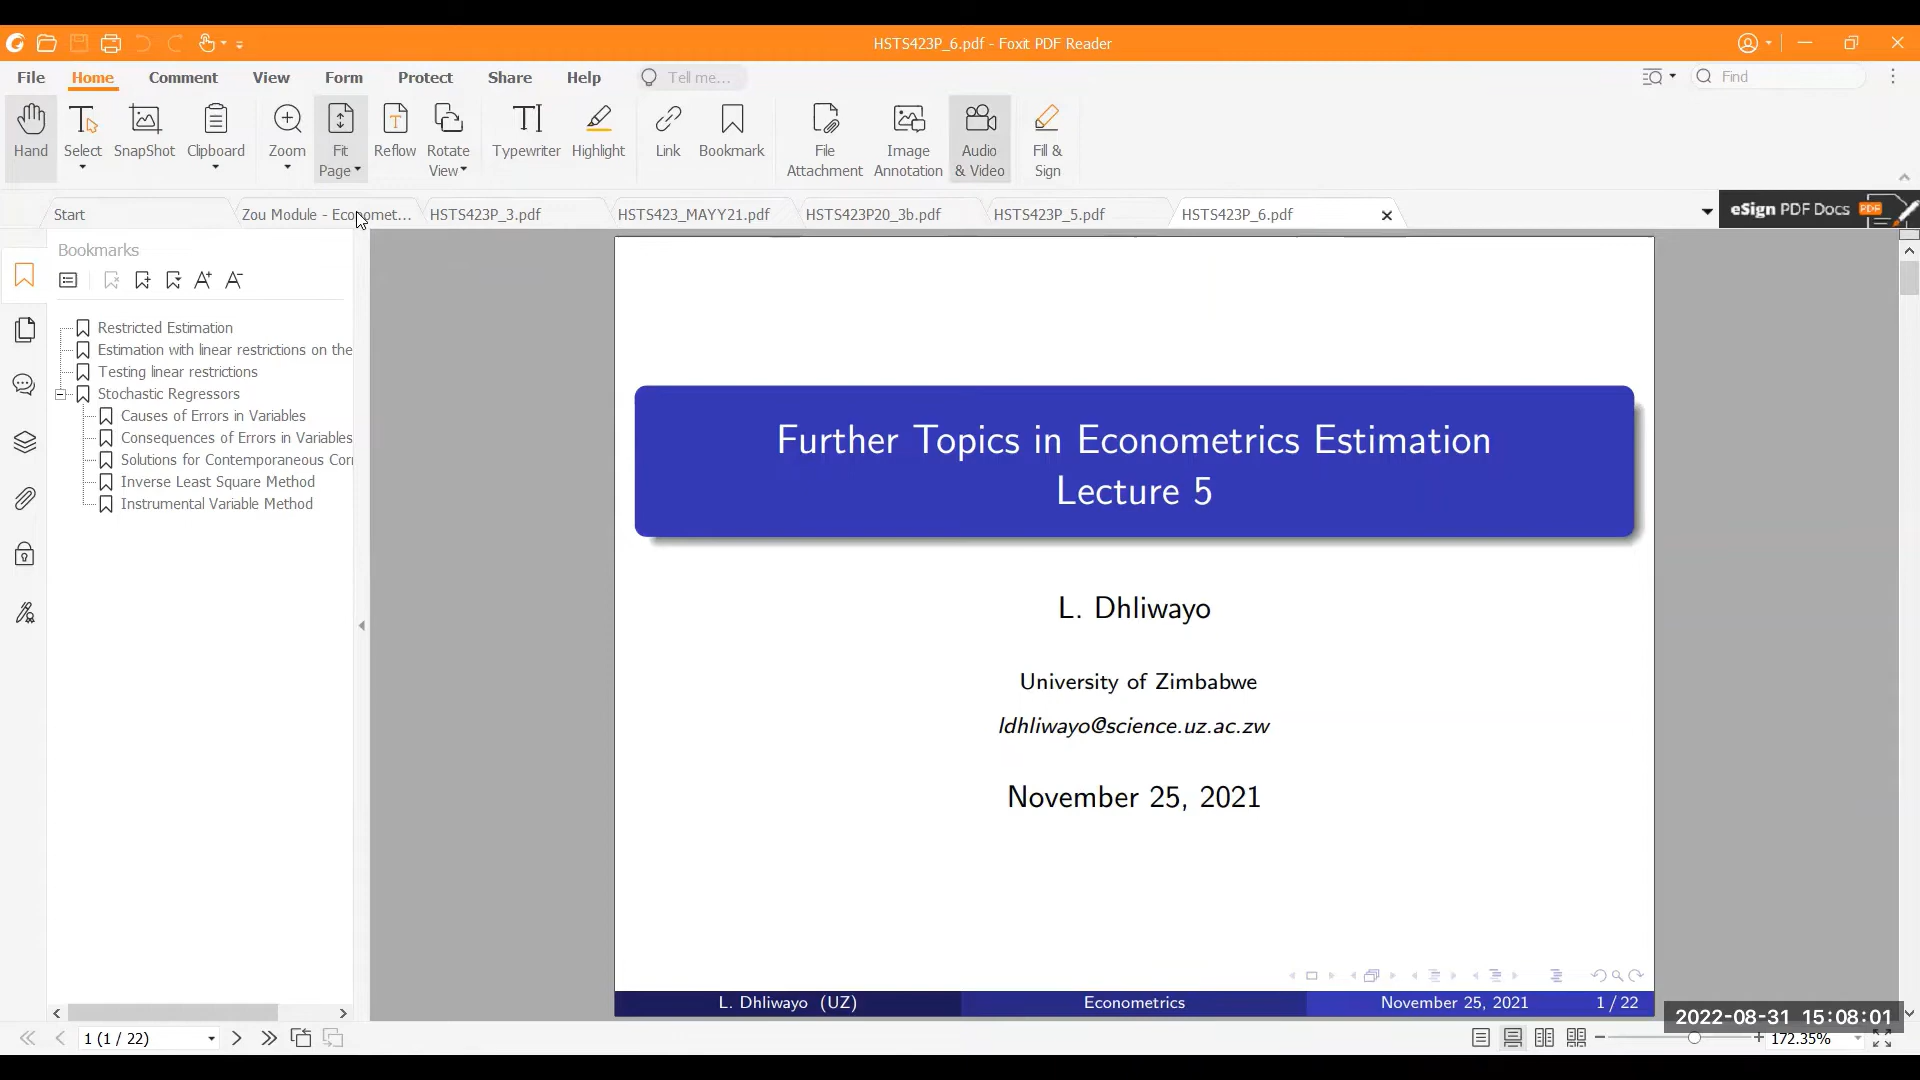 HSTS423P_6.pdf - Foxit PDF Reader
File Home Comment View Form Protect Share Help Tell me... Find
Hand Select SnapShot Clipboard Zoom Fit Page Reflow Rotate View Typewriter Highlight Link Bookmark File Attachment Image Annotation Audio & Video Fill & Sign
Start Zou Module - Economet... HSTS423P_3.pdf HSTS423_MAYY21.pdf HSTS423P20_3b.pdf HSTS423P_5.pdf HSTS423P_6.pdf eSign PDF Docs PDF
Bookmarks
Restricted Estimation
Estimation with linear restrictions on the
Testing linear restrictions
Stochastic Regressors
Causes of Errors in Variables
Consequences of Errors in Variables
Solutions for Contemporaneous Corr
Inverse Least Square Method
Instrumental Variable Method
Further Topics in Econometrics Estimation
Lecture 5
L. Dhliwayo
University of Zimbabwe
ldhliwayo@science.uz.ac.zw
November 25, 2021
L. Dhliwayo (UZ) Econometrics November 25, 2021 1 / 22
2022-08-31 15:08:01
1 (1 / 22) 172.35%